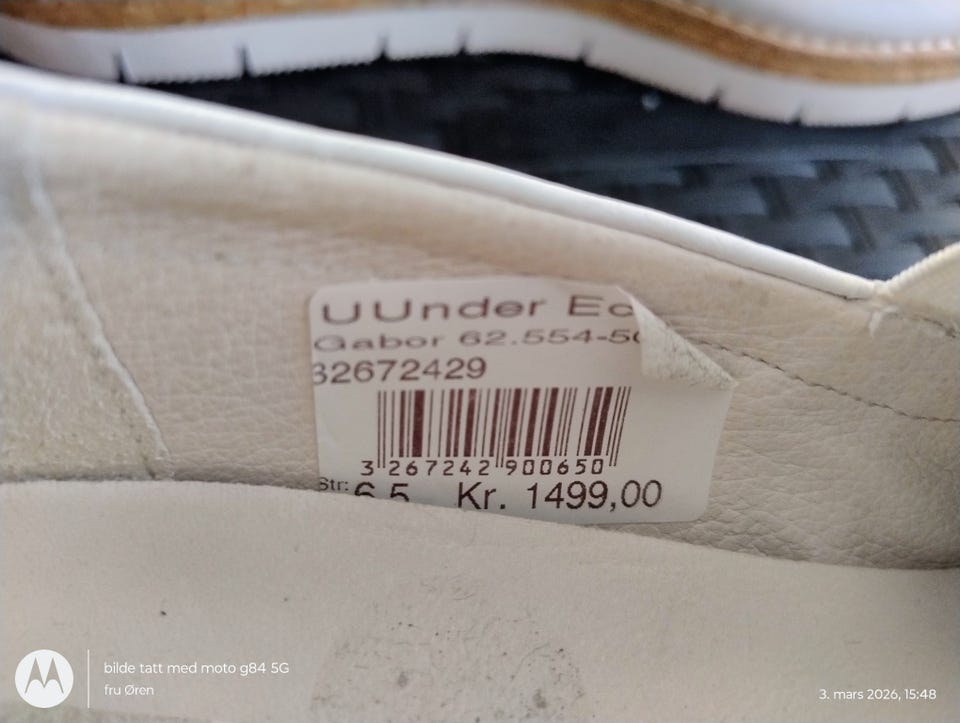 UUnder Ec
Gabor 62.554-50
32672429
3 267242 900650
Str: 6.5 Kr. 1499,00
bilde tatt med moto g84 5G
fru Øren
3. mars 2026, 15:48